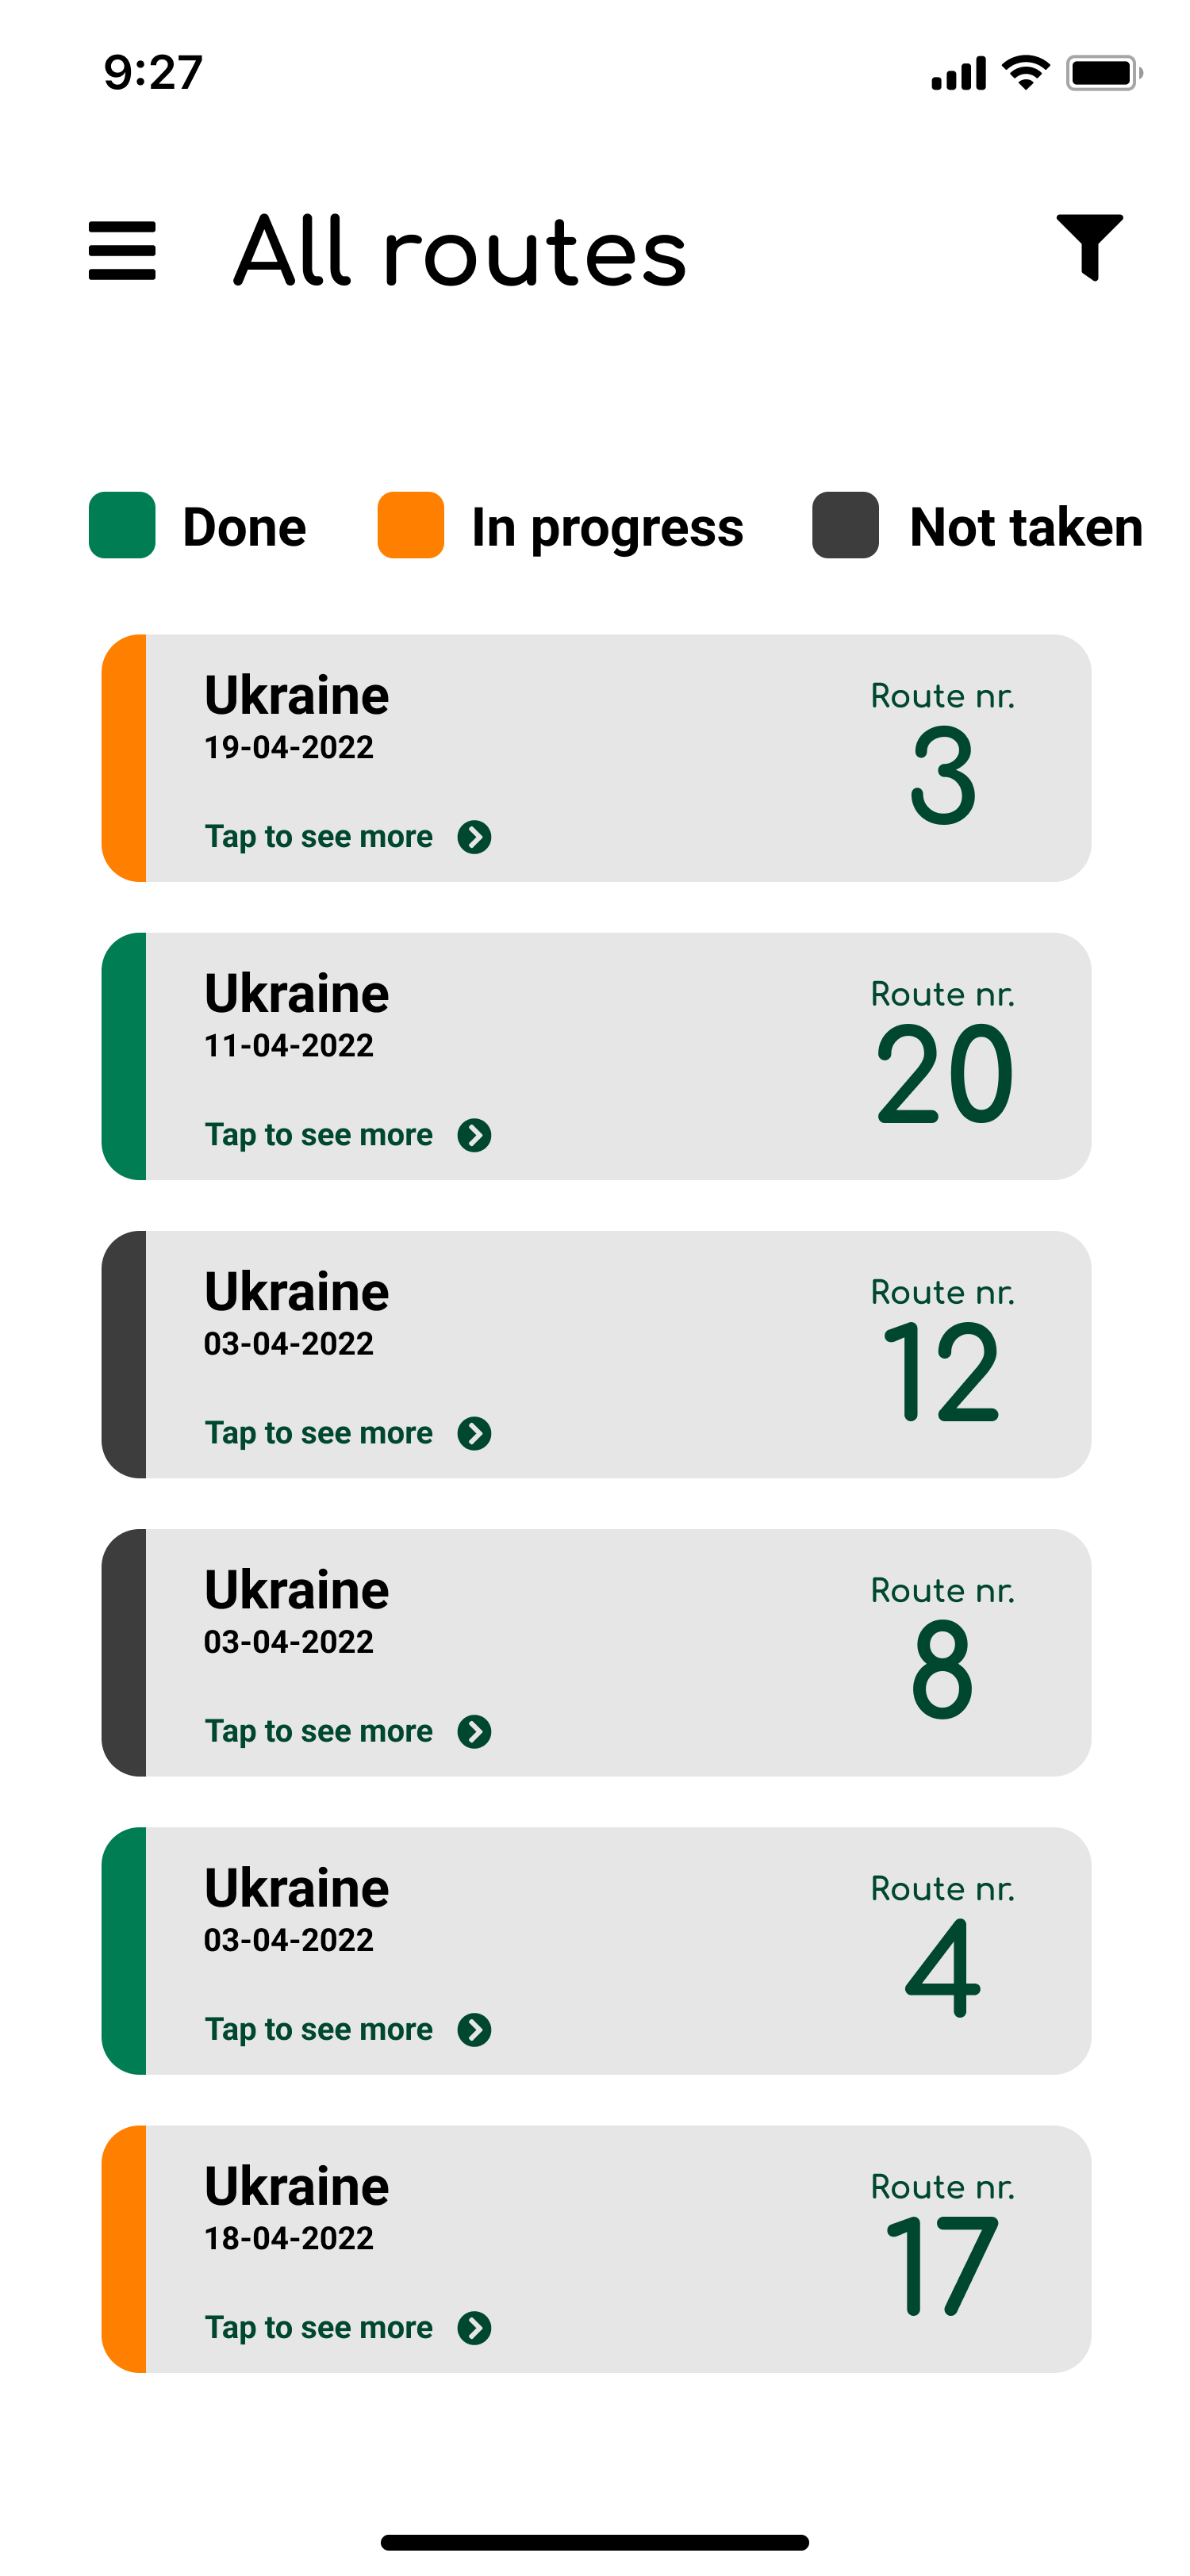 9:27
All routes
Done In progress Not taken
Ukraine
19-04-2022
Tap to see more
Route nr.
3
Ukraine
11-04-2022
Tap to see more
Route nr.
20
Ukraine
03-04-2022
Tap to see more
Route nr.
12
Ukraine
03-04-2022
Tap to see more
Route nr.
8
Ukraine
03-04-2022
Tap to see more
Route nr.
4
Ukraine
18-04-2022
Tap to see more
Route nr.
17